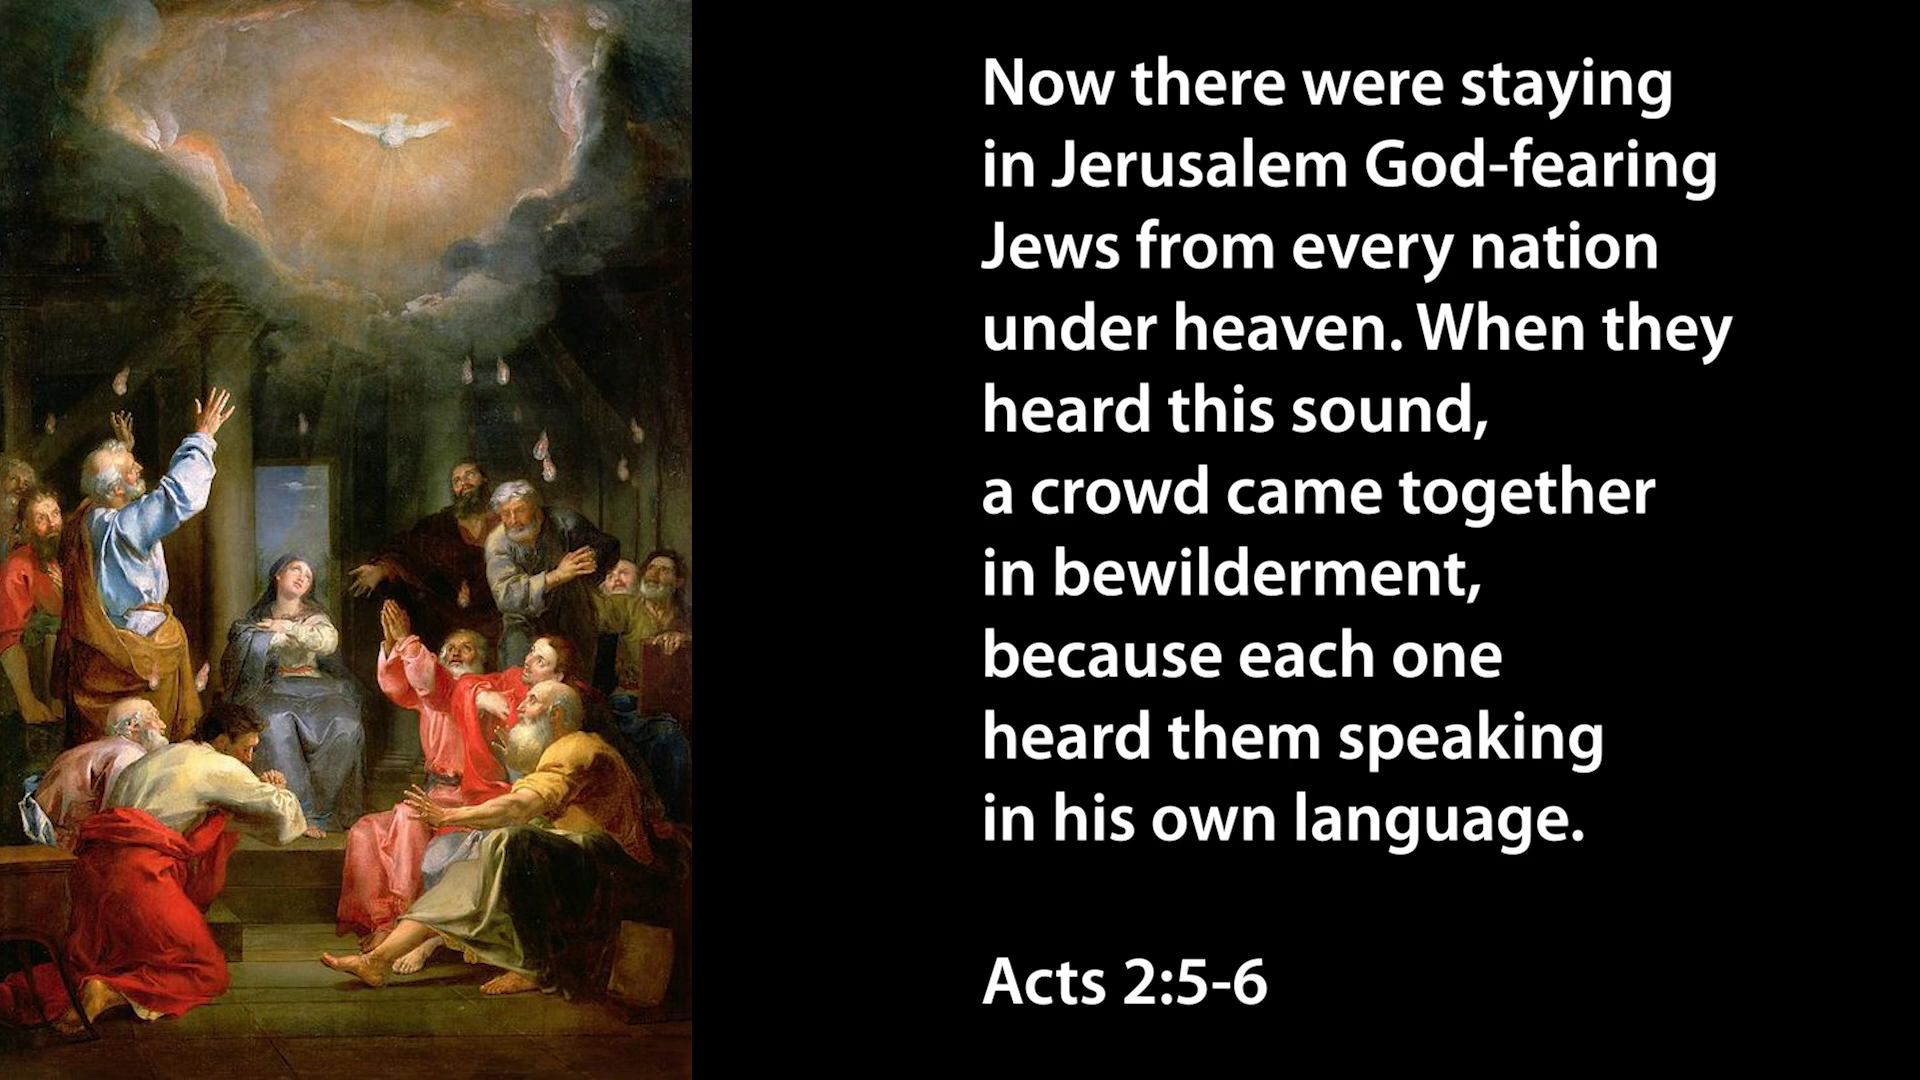 Now there were staying
in Jerusalem God-fearing
Jews from every nation
under heaven. When they
heard this sound,
a crowd came together
in bewilderment,
because each one
heard them speaking
in his own language.
Acts 2:5-6